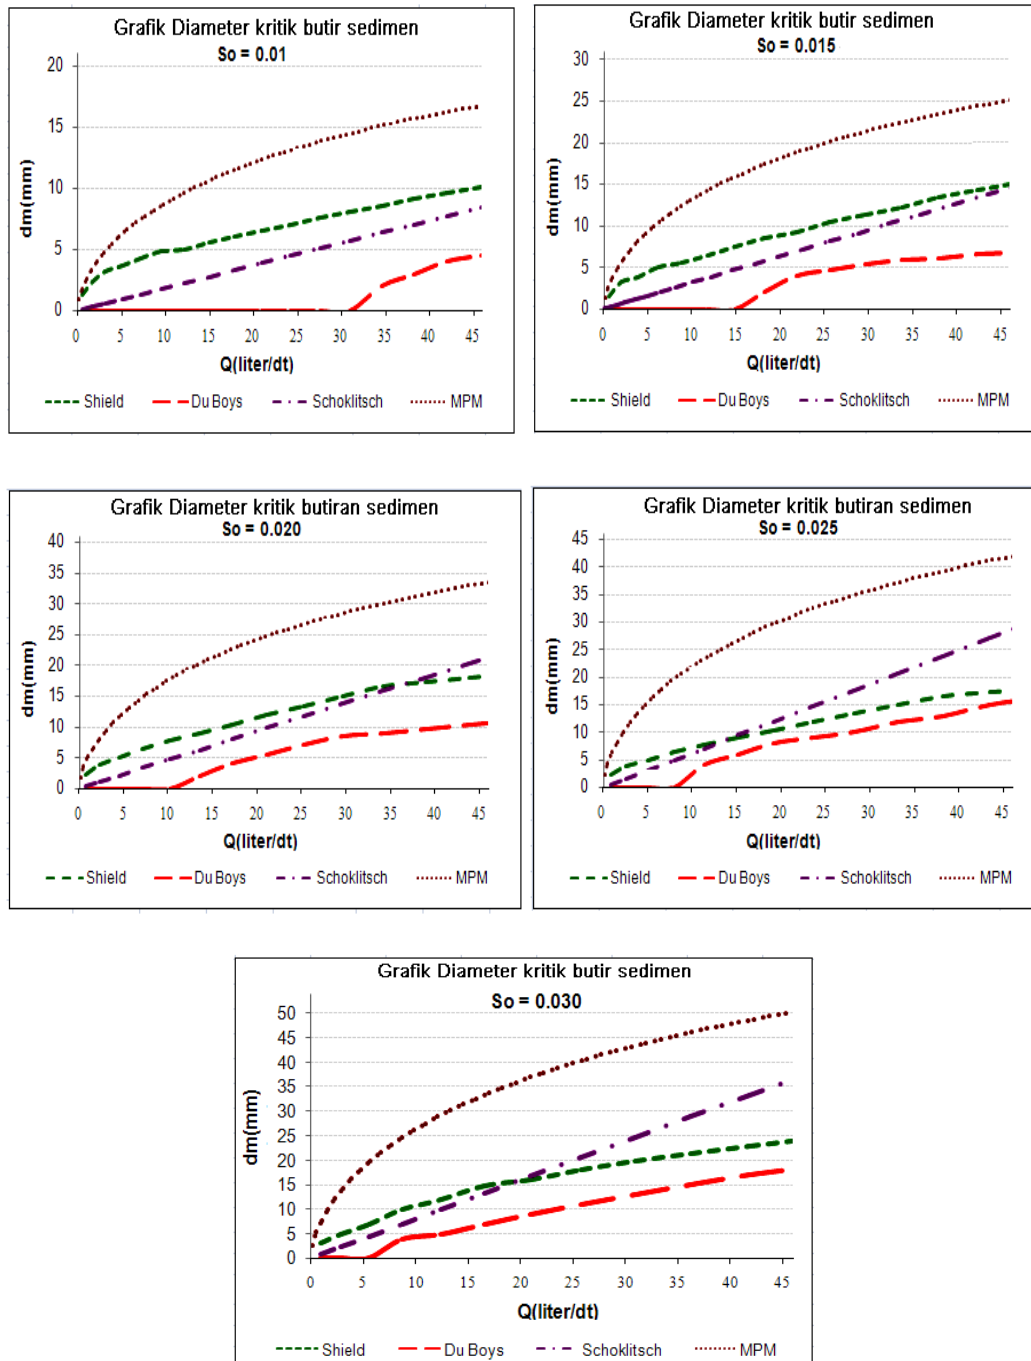 Grafik Diameter kritik butir sedimen
So = 0.01
20
15
10
5
0
dm(mm)
0 5 10 15 20 25 30 35 40 45
Q(liter/dt)
Shield Du Boys Schoklitsch MPM
Grafik Diameter kritik butir sedimen
So = 0.015
30
25
20
15
10
5
0
dm(mm)
0 5 10 15 20 25 30 35 40 45
Q(liter/dt)
Shield Du Boys Schoklitsch MPM
Grafik Diameter kritik butiran sedimen
So = 0.020
40
35
30
25
20
15
10
5
0
dm(mm)
0 5 10 15 20 25 30 35 40 45
Q(liter/dt)
Shield Du Boys Schoklitsch MPM
Grafik Diameter kritik butiran sedimen
So = 0.025
45
40
35
30
25
20
15
10
5
0
dm(mm)
0 5 10 15 20 25 30 35 40 45
Q(liter/dt)
Shield Du Boys Schoklitsch MPM
Grafik Diameter kritik butir sedimen
So = 0.030
50
45
40
35
30
25
20
15
10
5
0
dm(mm)
0 5 10 15 20 25 30 35 40 45
Q(liter/dt)
Shield Du Boys Schoklitsch MPM